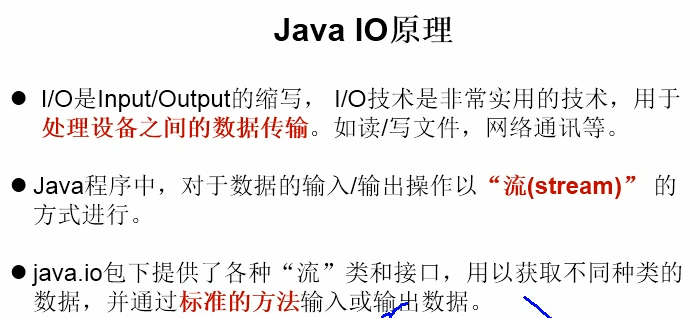 Java IO原理
● I/O是Input/Output的缩写， I/O技术是非常实用的技术，用于
处理设备之间的数据传输。如读/写文件，网络通讯等。
● Java程序中，对于数据的输入/输出操作以“流(stream)” 的
方式进行。
● java.io包下提供了各种“流”类和接口，用以获取不同种类的
数据，并通过标准的方法输入或输出数据。